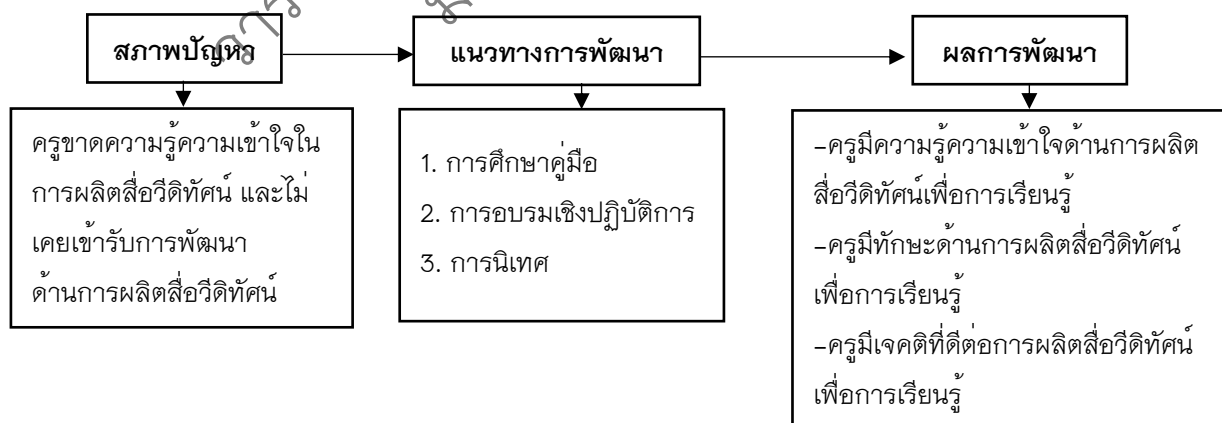 สภาพปัญหา
แนวทางการพัฒนา
ผลการพัฒนา
ครูขาดความรู้ความเข้าใจใน
การผลิตสื่อวีดิทัศน์ และไม่
เคยเข้ารับการพัฒนา
ด้านการผลิตสื่อวีดิทัศน์
1. การศึกษาคู่มือ
2. การอบรมเชิงปฏิบัติการ
3. การนิเทศ
-ครูมีความรู้ความเข้าใจด้านการผลิต
สื่อวีดิทัศน์เพื่อการเรียนรู้
-ครูมีทักษะด้านการผลิตสื่อวีดิทัศน์
เพื่อการเรียนรู้
-ครูมีเจคติที่ดีต่อการผลิตสื่อวีดิทัศน์
เพื่อการเรียนรู้